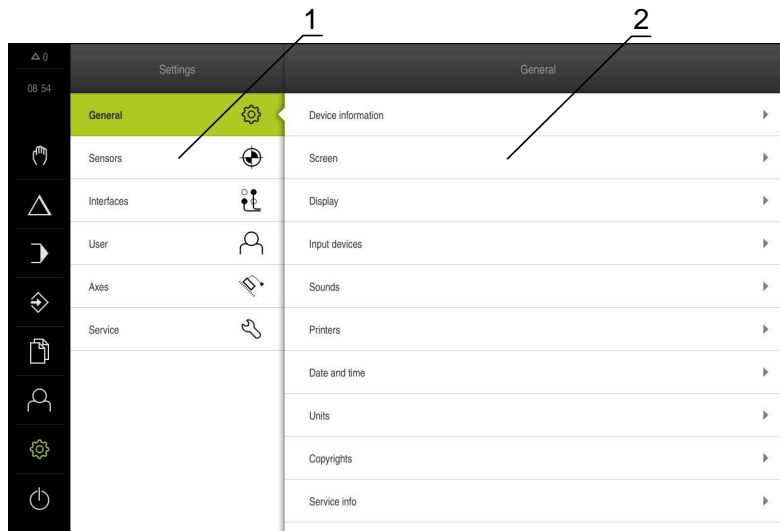 1
2
0
Settings
General
08 54
General
Device information
Sensors
Screen
Interfaces
Display
User
Input devices
Axes
Sounds
Service
Printers
Date and time
Units
Copyrights
Service info